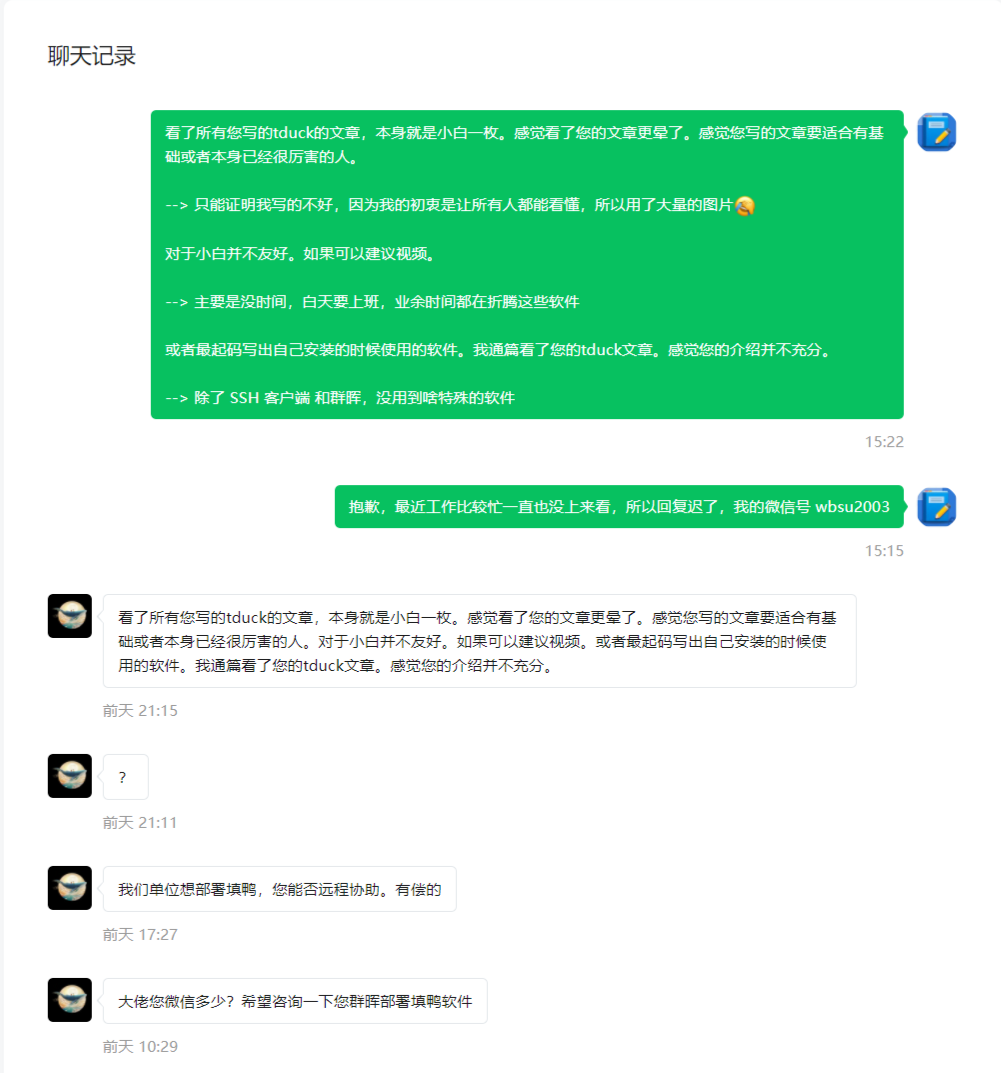 聊天记录
看了所有您写的tduck的文章，本身就是小白一枚。感觉看了您的文章更晕了。感觉您写的文章要适合有基
础或者本身已经很厉害的人。
--> 只能证明我写的不好，因为我的初衷是让所有人都能看懂，所以用了大量的图片
对于小白并不友好。如果可以建议视频。
--> 主要是没时间，白天要上班，业余时间都在折腾这些软件
或者最起码写出自己安装的时候使用的软件。我通篇看了您的tduck文章。感觉您的介绍并不充分。
--> 除了 SSH 客户端 和群晖，没用到啥特殊的软件
15:22
抱歉，最近工作比较忙一直也没上来看，所以回复迟了，我的微信号 wbsu2003
15:15
看了所有您写的tduck的文章，本身就是小白一枚。感觉看了您的文章更晕了。感觉您写的文章要适合有基
础或者本身已经很厉害的人。对于小白并不友好。如果可以建议视频。或者最起码写出自己安装的时候使
用的软件。我通篇看了您的tduck文章。感觉您的介绍并不充分。
前天 21:15
？
前天 21:11
我们单位想部署填鸭，您能否远程协助。有偿的
前天 17:27
大佬您微信多少？希望咨询一下您群晖部署填鸭软件
前天 10:29